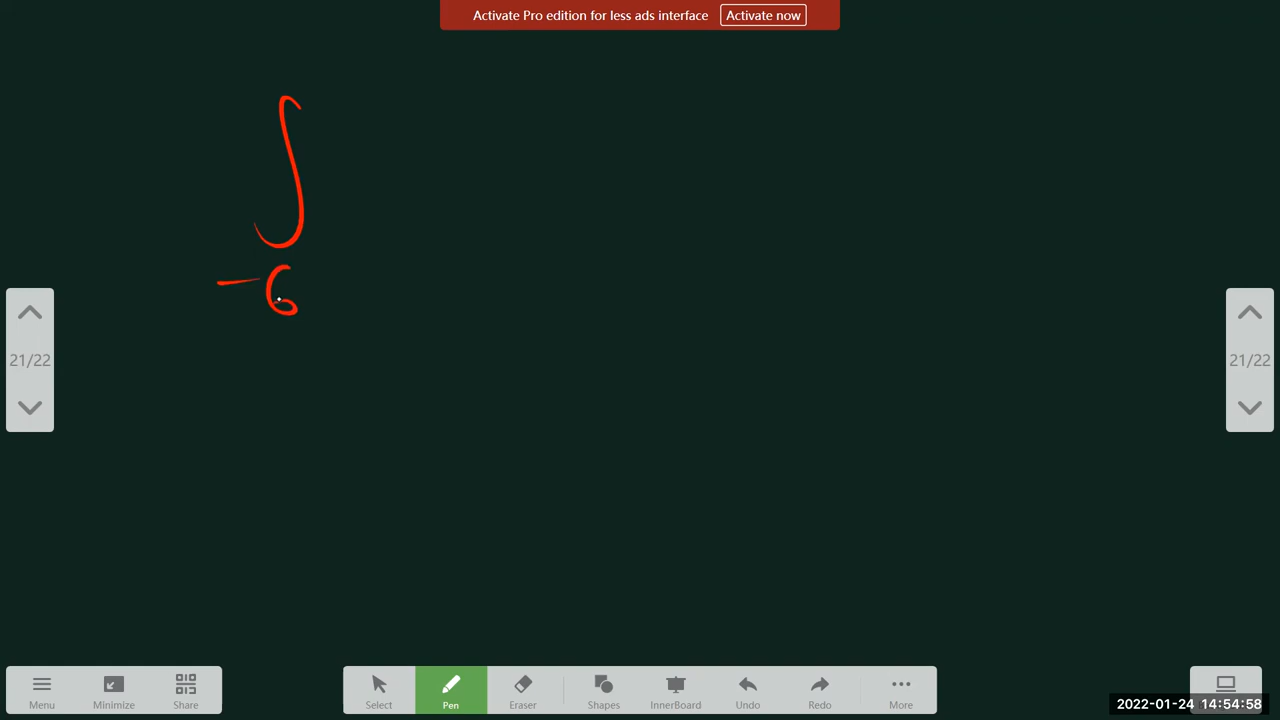 Activate Pro edition for less ads interface Activate now
∫
-6
21/22 21/22
Menu Minimize Share Select Pen Eraser Shapes InnerBoard Undo Redo More
2022-01-24 14:54:58